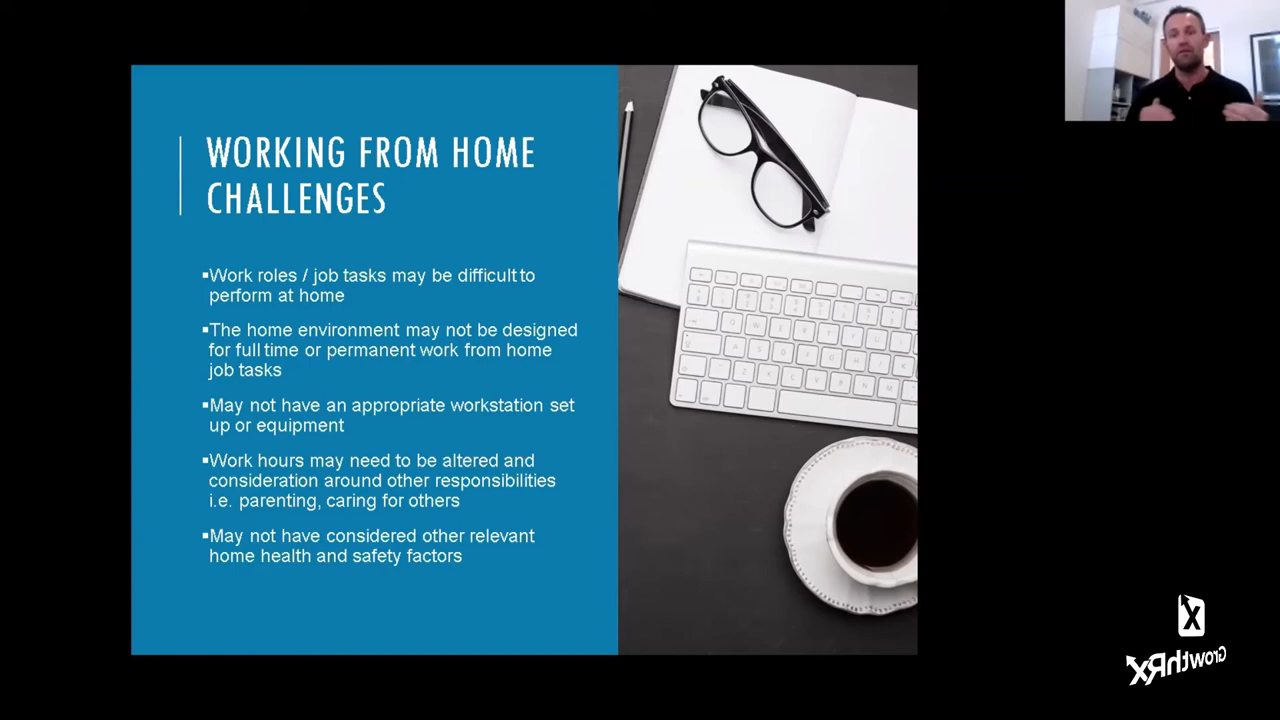 WORKING FROM HOME
CHALLENGES
▪Work roles / job tasks may be difficult to
perform at home
▪The home environment may not be designed
for full time or permanent work from home
job tasks
▪May not have an appropriate workstation set
up or equipment
▪Work hours may need to be altered and
consideration around other responsibilities
i.e. parenting, caring for others
▪May not have considered other relevant
home health and safety factors
X
GrowthRX